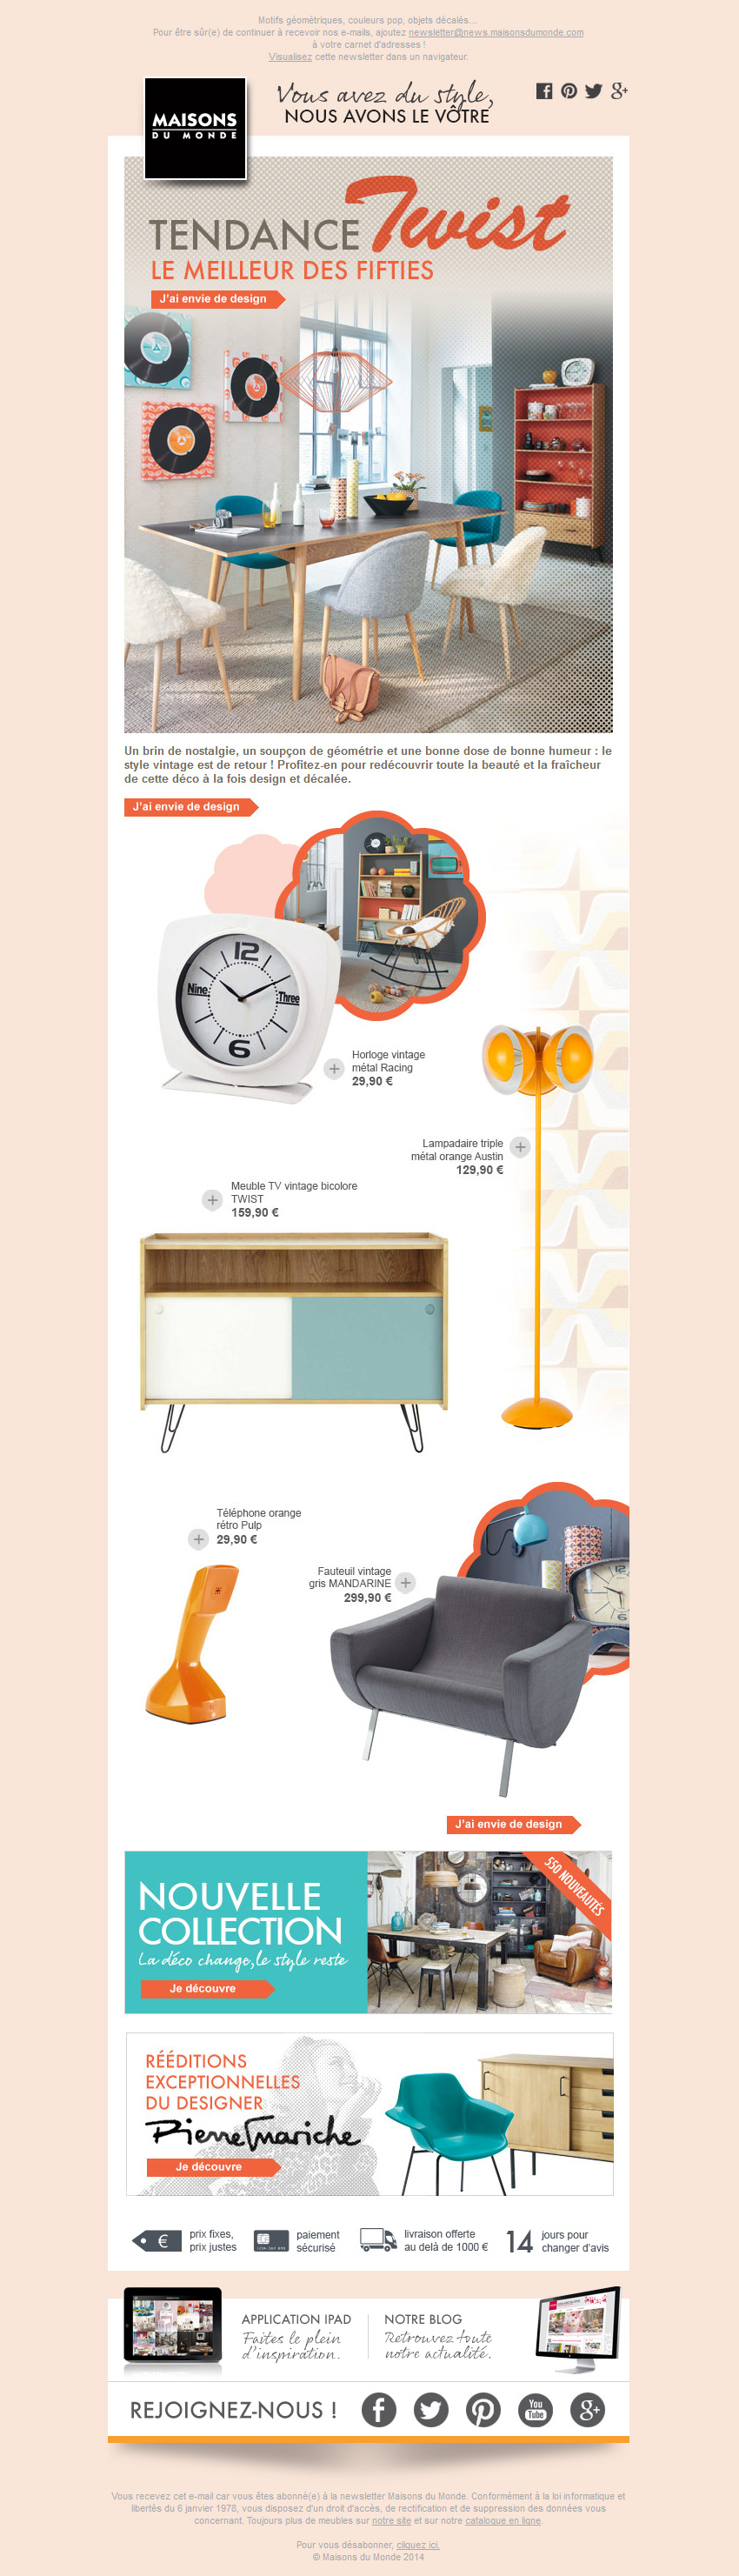 Motifs géométriques, couleurs pop, objets décalés...
Pour être sûr(e) de continuer à recevoir nos e-mails, ajoutez newsletter@news.maisonsdumonde.com
à votre carnet d'adresses !
Visualisez cette newsletter dans un navigateur.
MAISONS
DU MONDE
Vous avez du style,
NOUS AVONS LE VÔTRE
TENDANCE Twist
LE MEILLEUR DES FIFTIES
J'ai envie de design
Un brin de nostalgie, un soupçon de géométrie et une bonne dose de bonne humeur : le
style vintage est de retour ! Profitez-en pour redécouvrir toute la beauté et la fraîcheur
de cette déco à la fois design et décalée.
J'ai envie de design
12
Nine
Three
6
Horloge vintage
métal Racing
29,90 €
Lampadaire triple
métal orange Austin
129,90 €
Meuble TV vintage bicolore
TWIST
159,90 €
Téléphone orange
rétro Pulp
29,90 €
Fauteuil vintage
gris MANDARINE
299,90 €
J'ai envie de design
NOUVELLE
COLLECTION
La déco change, le style reste
Je découvre
550 NOUVEAUTÉS
RÉÉDITIONS
EXCEPTIONNELLES
DU DESIGNER
Pierre Guariche
Je découvre
€ prix fixes,
prix justes
paiement
sécurisé
livraison offerte
au delà de 1000 €
14 jours pour
changer d'avis
APPLICATION IPAD
Faites le plein
d'inspiration.
NOTRE BLOG
Retrouvez toute
notre actualité.
REJOIGNEZ-NOUS !
You
Tube
Vous recevez cet e-mail car vous êtes abonné(e) à la newsletter Maisons du Monde. Conformément à la loi informatique et
libertés du 6 janvier 1978, vous disposez d'un droit d'accès, de rectification et de suppression des données vous
concernant. Toujours plus de meubles sur notre site et sur notre catalogue en ligne.
Pour vous désabonner, cliquez ici.
© Maisons du Monde 2014